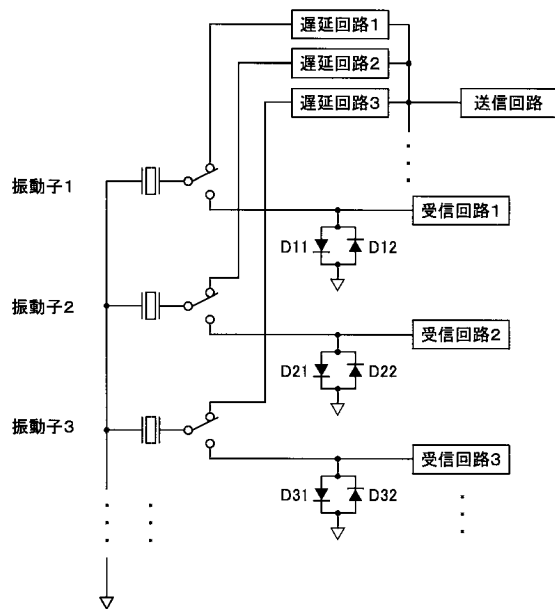 遅延回路1
遅延回路2
遅延回路3
送信回路
振動子1
受信回路1
D11
D12
振動子2
受信回路2
D21
D22
振動子3
受信回路3
D31
D32